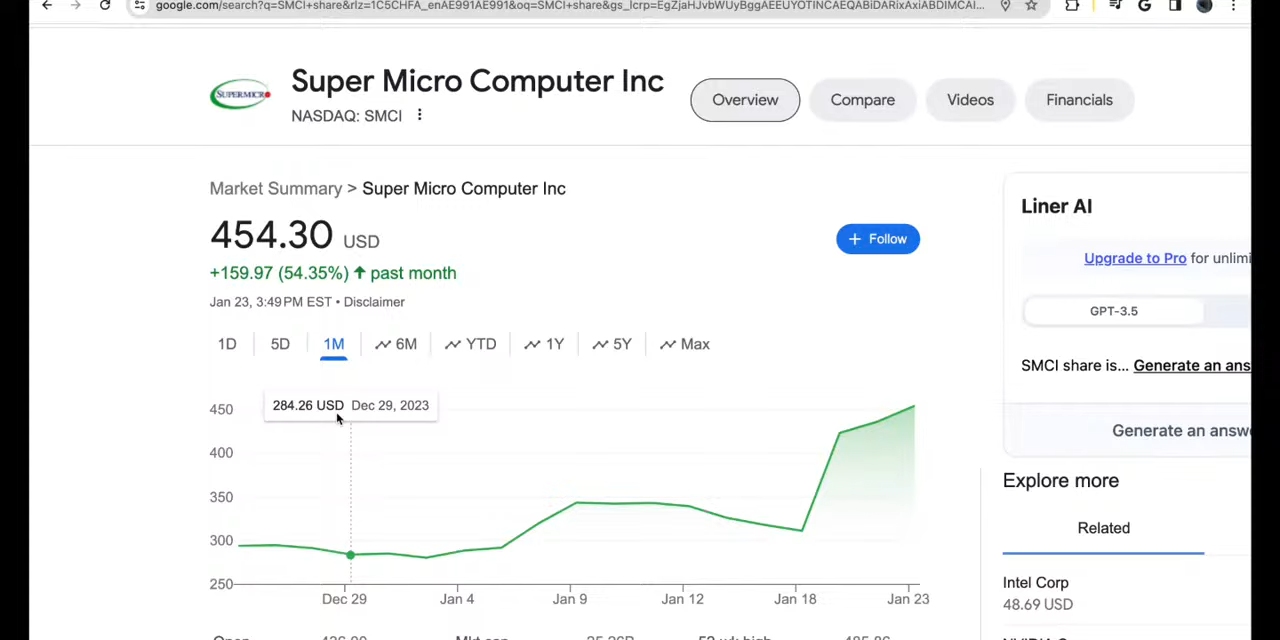 google.com/search?q=SMCI+share&rlz=1C5CHFA_enAE991AE991&oq=SMCI+share&gs_lcrp=EgZjaHJvbWUyBggAEEUYOTINCAEQABiDARixAxiABDIMCAI...
SUPERMICR
Super Micro Computer Inc
NASDAQ: SMCI
Overview
Compare
Videos
Financials
Market Summary > Super Micro Computer Inc
454.30 USD
+ Follow
+159.97 (54.35%) ↑ past month
Jan 23, 3:49 PM EST • Disclaimer
1D 5D 1M 6M YTD 1Y 5Y Max
284.26 USD Dec 29, 2023
450
400
350
300
250
Dec 29 Jan 4 Jan 9 Jan 12 Jan 18 Jan 23
Liner AI
Upgrade to Pro for unlimi
GPT-3.5
SMCI share is... Generate an ans
Generate an answ
Explore more
Related
Intel Corp
48.69 USD